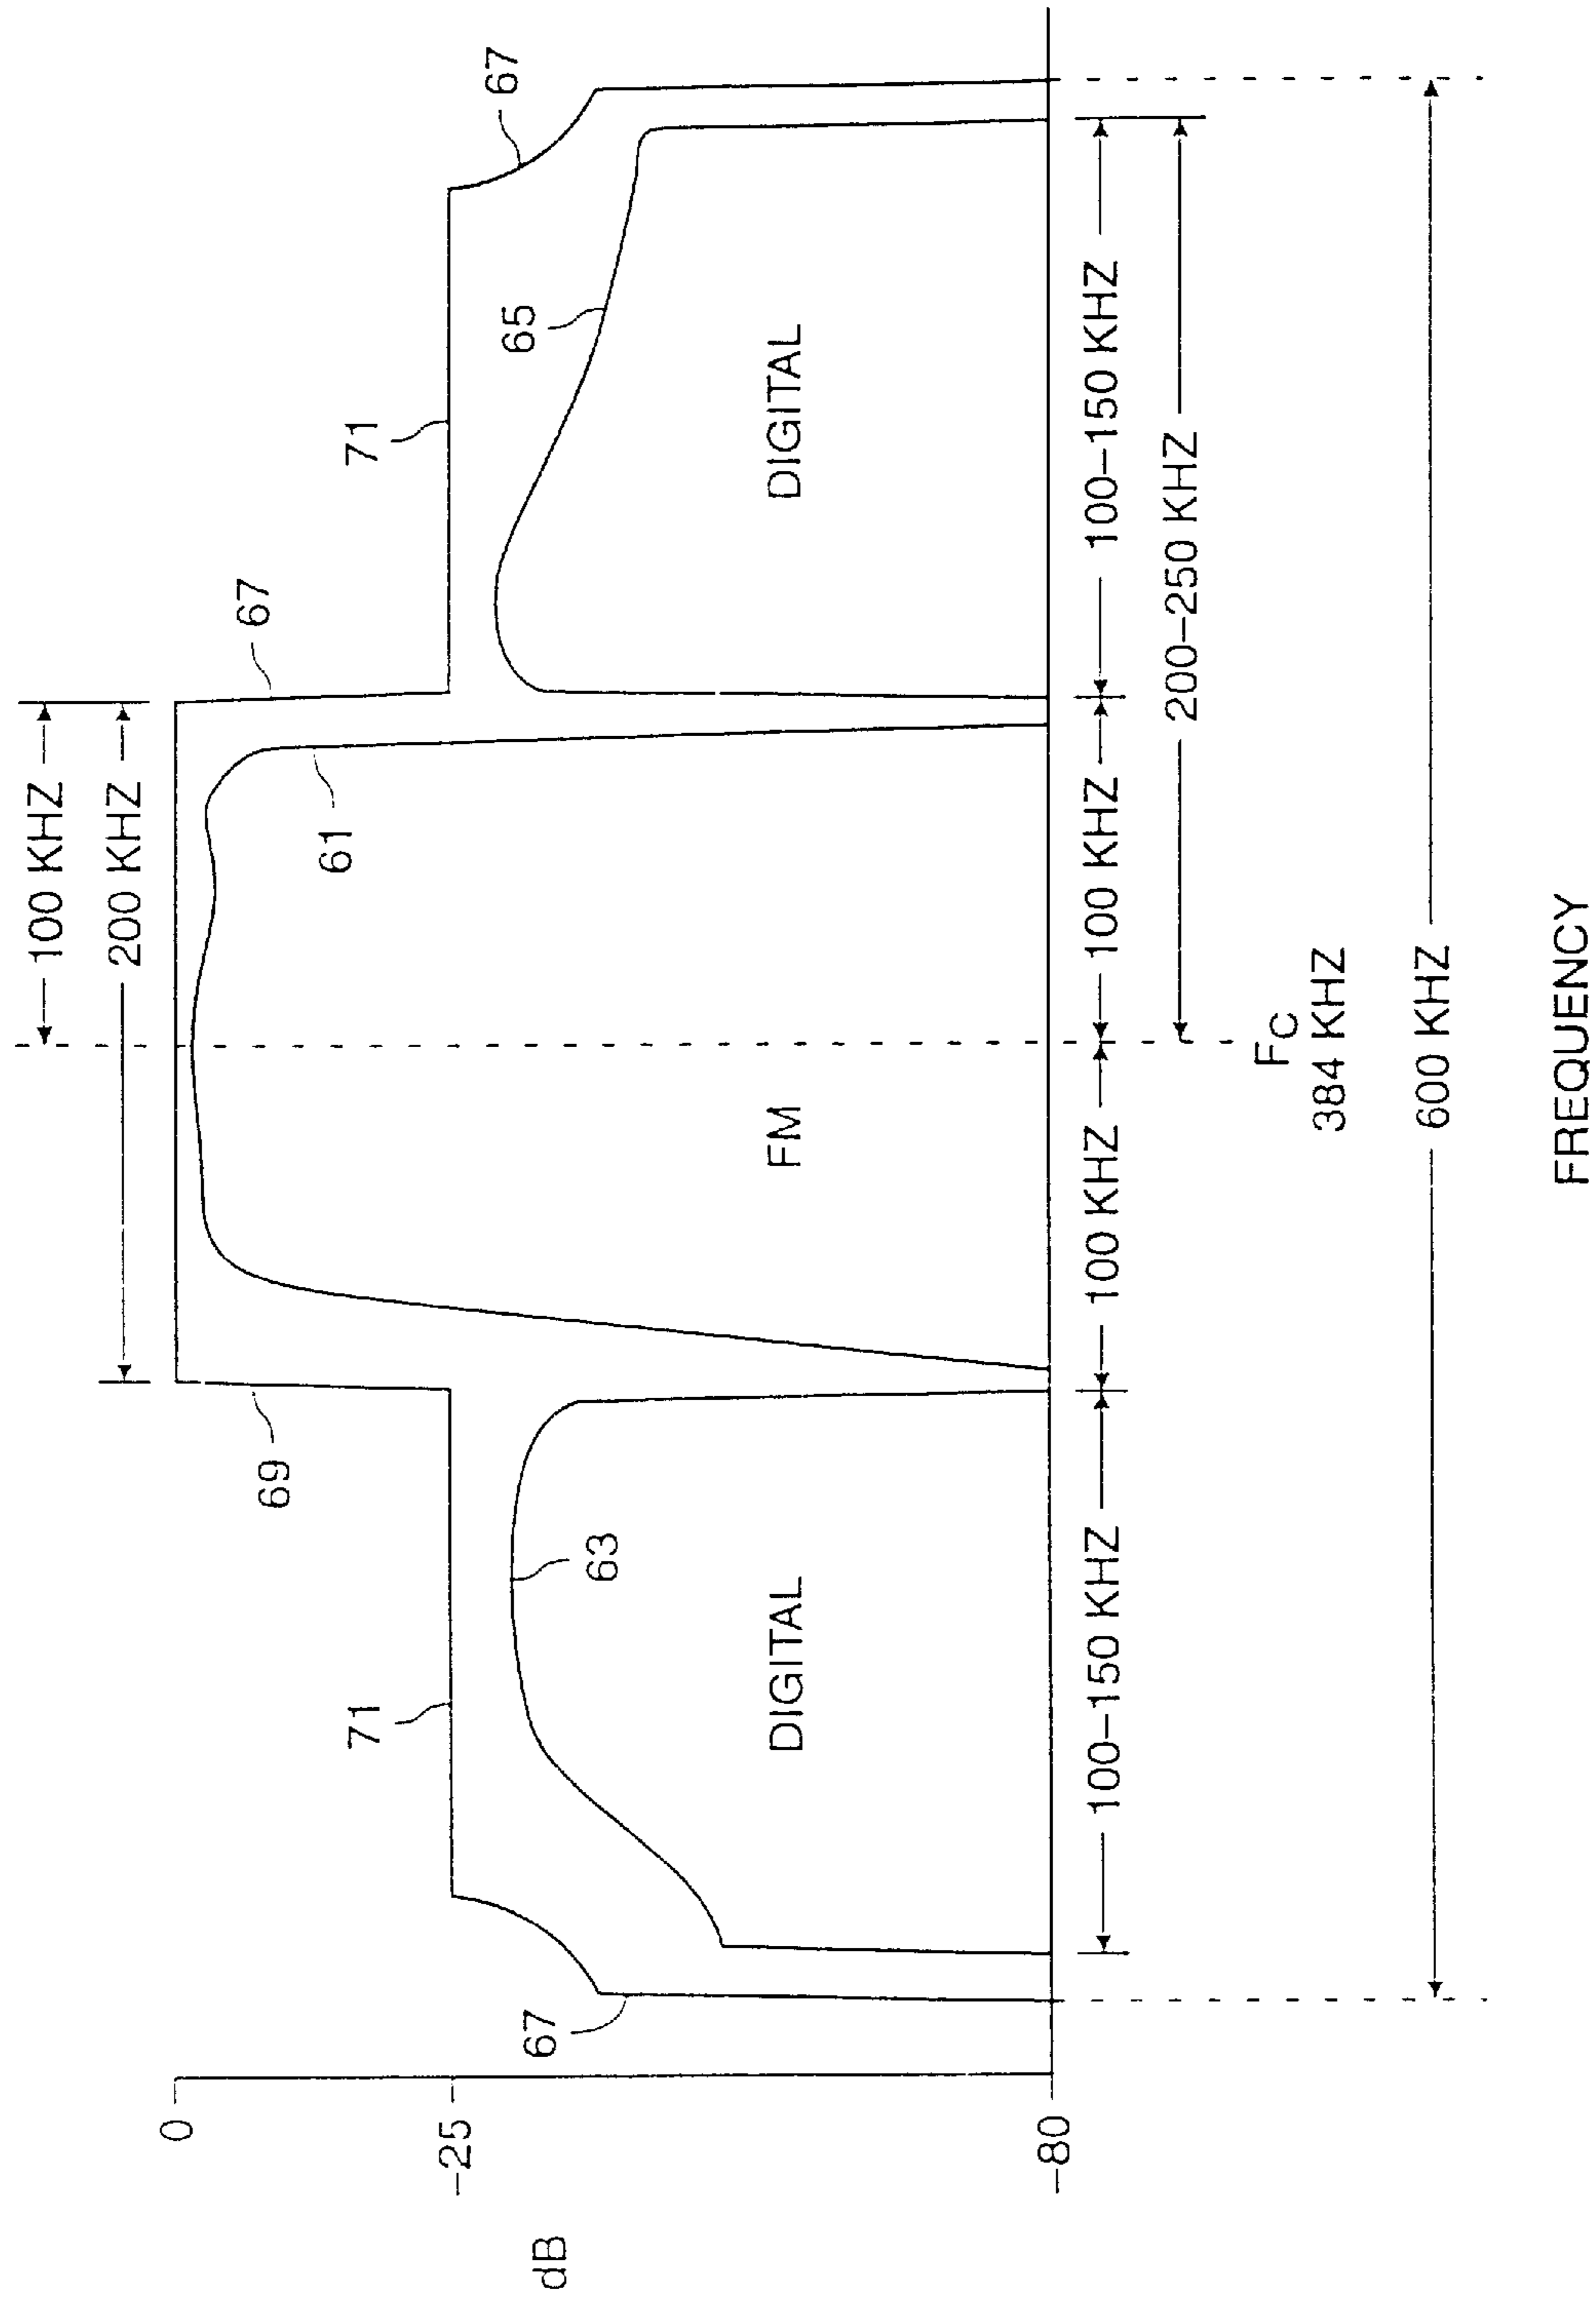 100 KHZ
200 KHZ
67
67
69
61
71
71
65
63
67
0
-25
-80
dB
DIGITAL
FM
DIGITAL
100-150 KHZ
100 KHZ
100 KHZ
100-150 KHZ
200-250 KHZ
FC
384 KHZ
600 KHZ
FREQUENCY